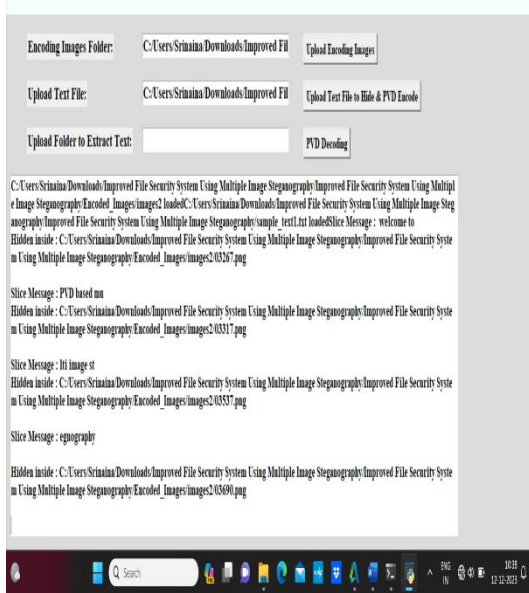 Encoding Images Folder: C:/Users/Srinaina/Downloads/Improved Fil Upload Encoding Images
Upload Text File: C:/Users/Srinaina/Downloads/Improved Fil Upload Text File to Hide & PVD Encode
Upload Folder to Extract Text: PVD Decoding
C:/Users/Srinaina/Downloads/Improved File Security System Using Multiple Image Steganography/Improved File Security System Using Multipl
e Image Steganography/Encoded_Images/images2 loadedC:/Users/Srinaina/Downloads/Improved File Security System Using Multiple Image Steg
anography/Improved File Security System Using Multiple Image Steganography/sample_text1.txt loadedSlice Message : welcome to
Hidden inside : C:/Users/Srinaina/Downloads/Improved File Security System Using Multiple Image Steganography/Improved File Security Syste
m Using Multiple Image Steganography/Encoded_Images/images2/03267.png
Slice Message : PVD based mu
Hidden inside : C:/Users/Srinaina/Downloads/Improved File Security System Using Multiple Image Steganography/Improved File Security Syste
m Using Multiple Image Steganography/Encoded_Images/images2/03317.png
Slice Message : lti image st
Hidden inside : C:/Users/Srinaina/Downloads/Improved File Security System Using Multiple Image Steganography/Improved File Security Syste
m Using Multiple Image Steganography/Encoded_Images/images2/03537.png
Slice Message : egnography
Hidden inside : C:/Users/Srinaina/Downloads/Improved File Security System Using Multiple Image Steganography/Improved File Security Syste
m Using Multiple Image Steganography/Encoded_Images/images2/03690.png
Search ENG 10:38
IN 12-12-2023